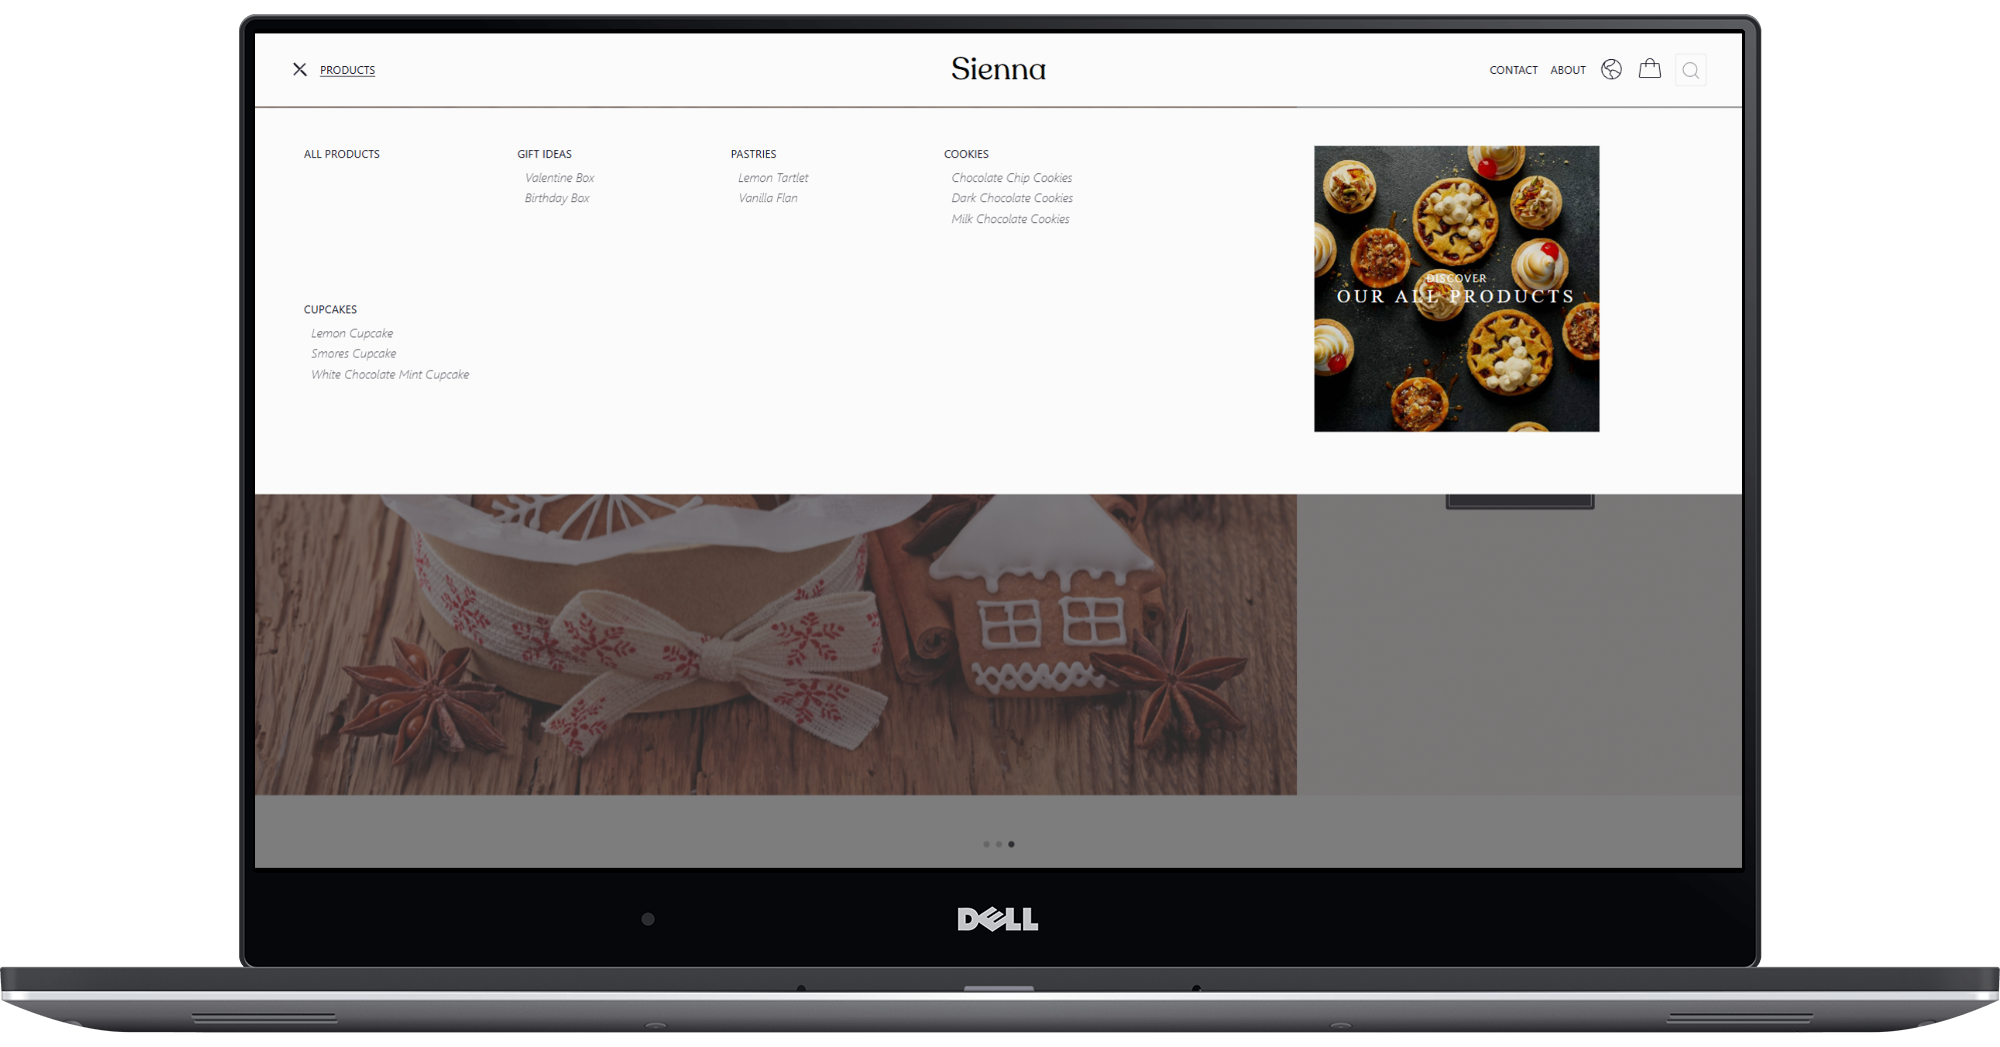 PRODUCTS
Sienna
CONTACT
ABOUT
ALL PRODUCTS
GIFT IDEAS
Valentine Box
Birthday Box
PASTRIES
Lemon Tartlet
Vanilla Flan
COOKIES
Chocolate Chip Cookies
Dark Chocolate Cookies
Milk Chocolate Cookies
CUPCAKES
Lemon Cupcake
Smores Cupcake
White Chocolate Mint Cupcake
DISCOVER
OUR ALL PRODUCTS
DELL